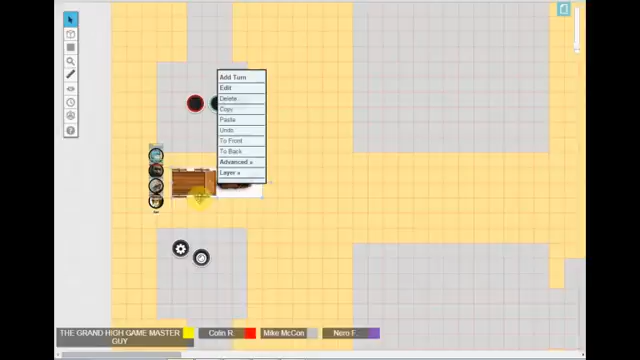 Add Turn
Edit
Delete
Copy
Paste
Undo
To Front
To Back
Advanced »
Layer »
THE GRAND HIGH GAME MASTER
GUY
Colin R.
Mike McCon
Nero F.